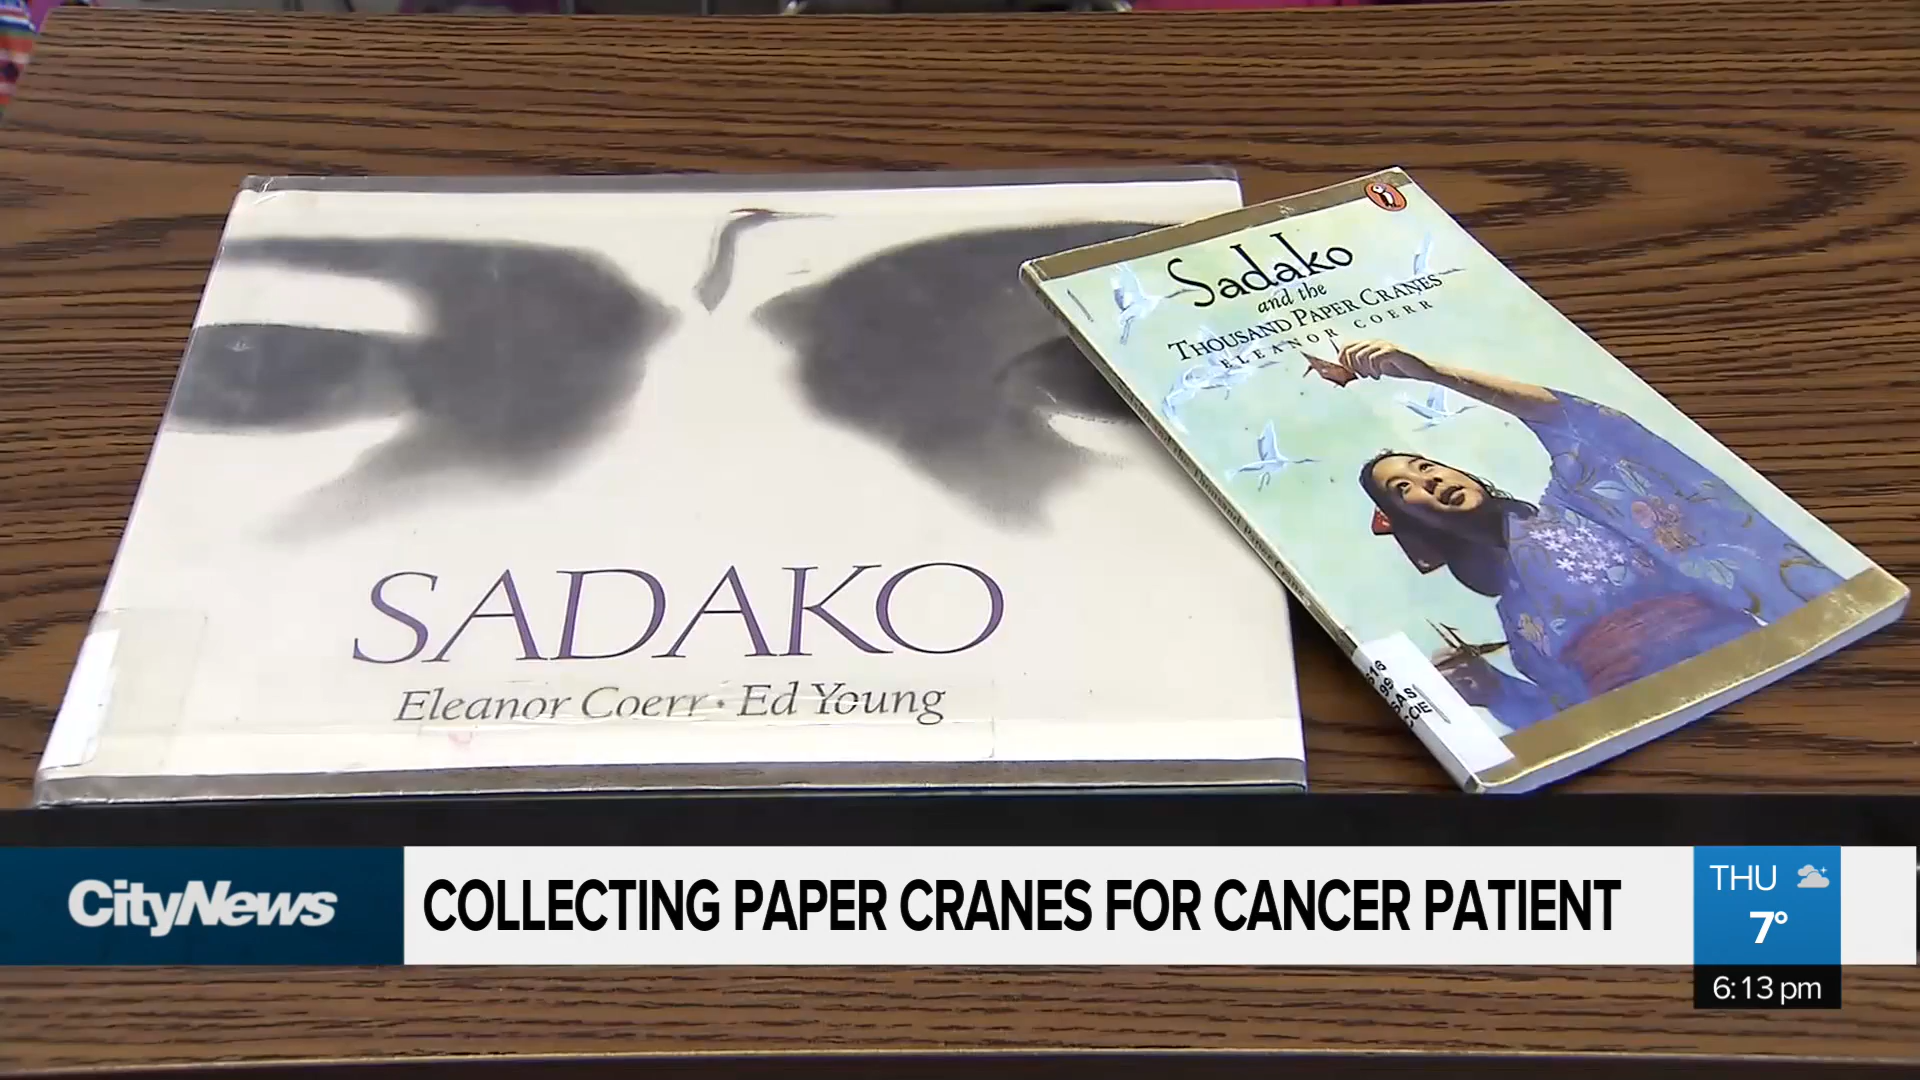 SADAKO
Eleanor Coerr · Ed Young
Sadako
and the
THOUSAND PAPER CRANES
ELEANOR COERR
CityNews
COLLECTING PAPER CRANES FOR CANCER PATIENT
THU
7°
6:13 pm